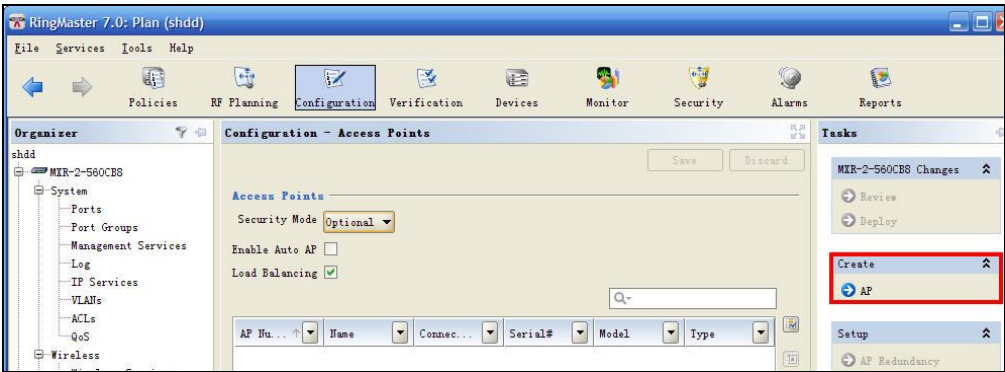 RingMaster 7.0: Plan (shdd)
File Services Tools Help
Policies RF Planning Configuration Verification Devices Monitor Security Alarms Reports
Organizer
shdd
MXR-2-560CB8
System
Ports
Port Groups
Management Services
Log
IP Services
VLANs
ACLs
QoS
Wireless
Configuration - Access Points
Save Discard
Access Points
Security Mode Optional
Enable Auto AP
Load Balancing
AP Nu... Name Connec... Serial# Model Type
Tasks
MXR-2-560CB8 Changes
Review
Deploy
Create
AP
Setup
AP Redundancy